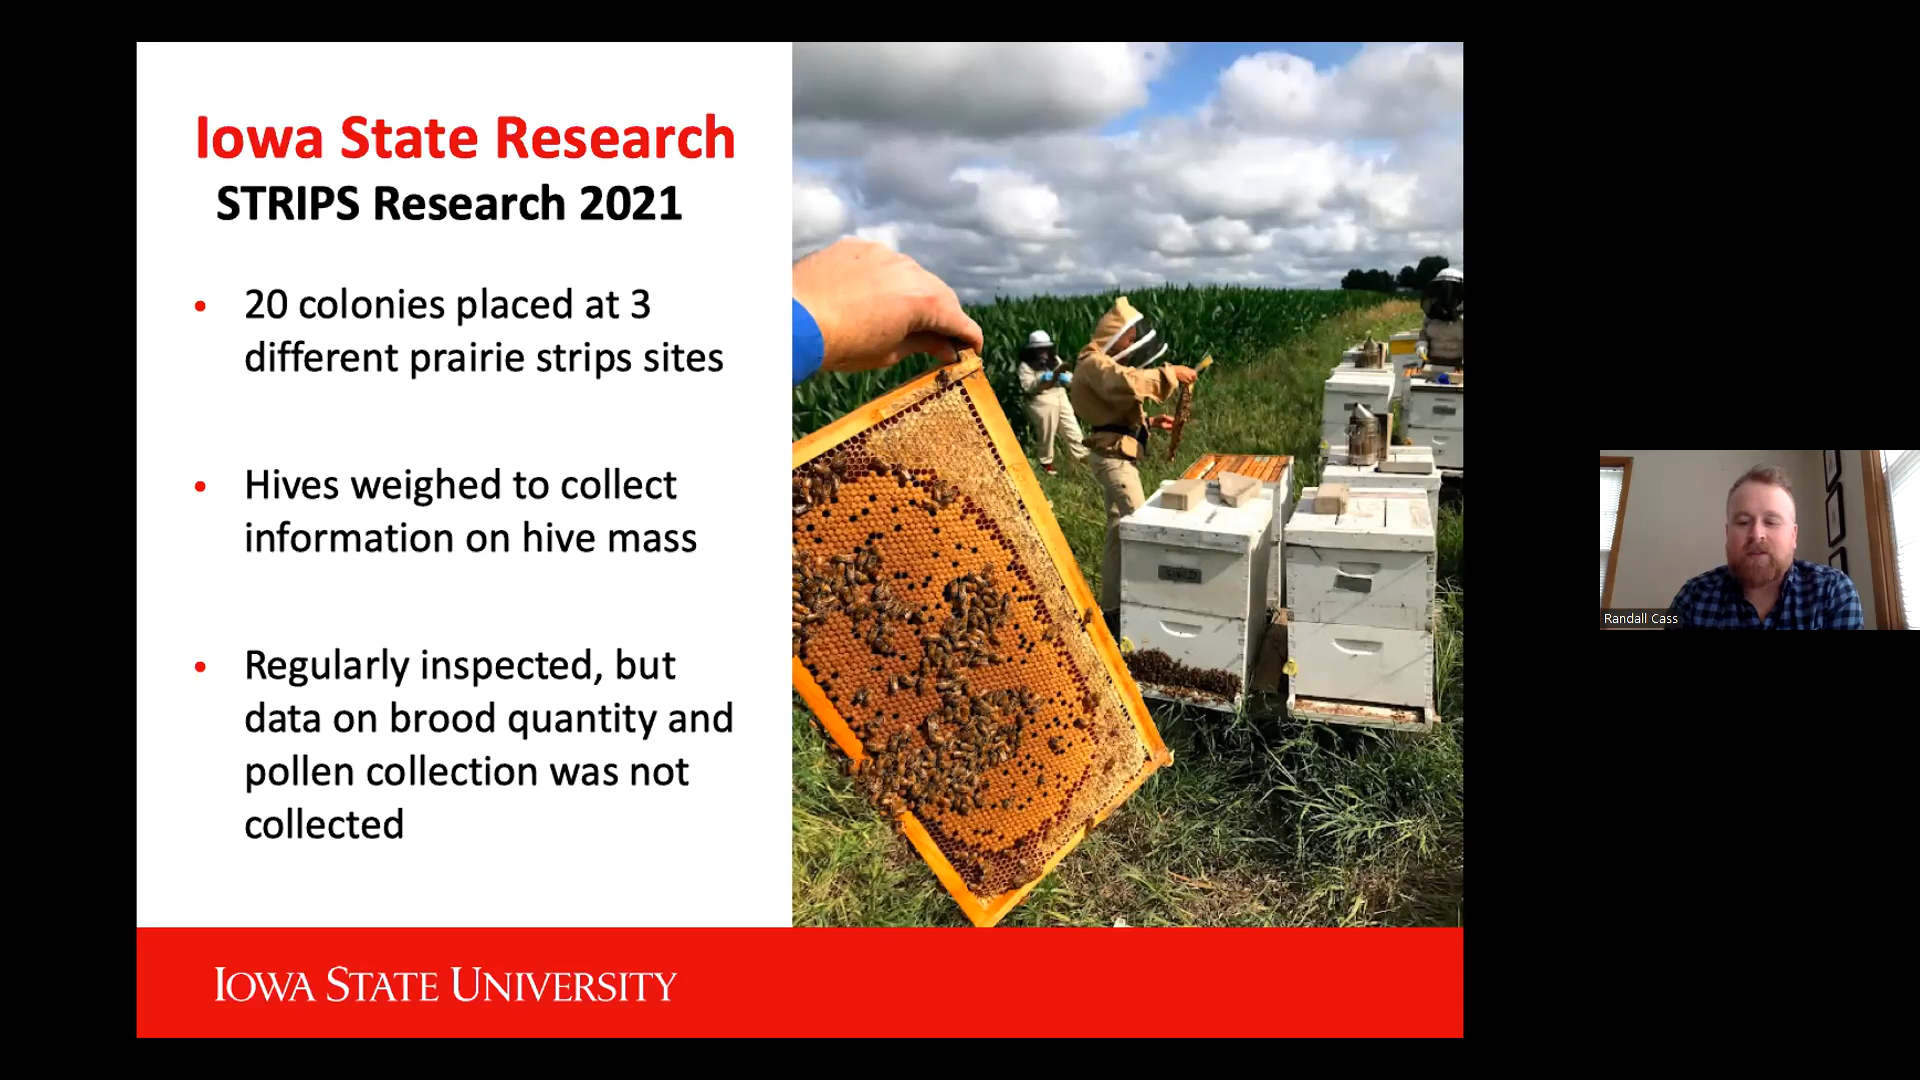 Iowa State Research
STRIPS Research 2021
• 20 colonies placed at 3
different prairie strips sites
• Hives weighed to collect
information on hive mass
• Regularly inspected, but
data on brood quantity and
pollen collection was not
collected
IOWA STATE UNIVERSITY
Randall Cass